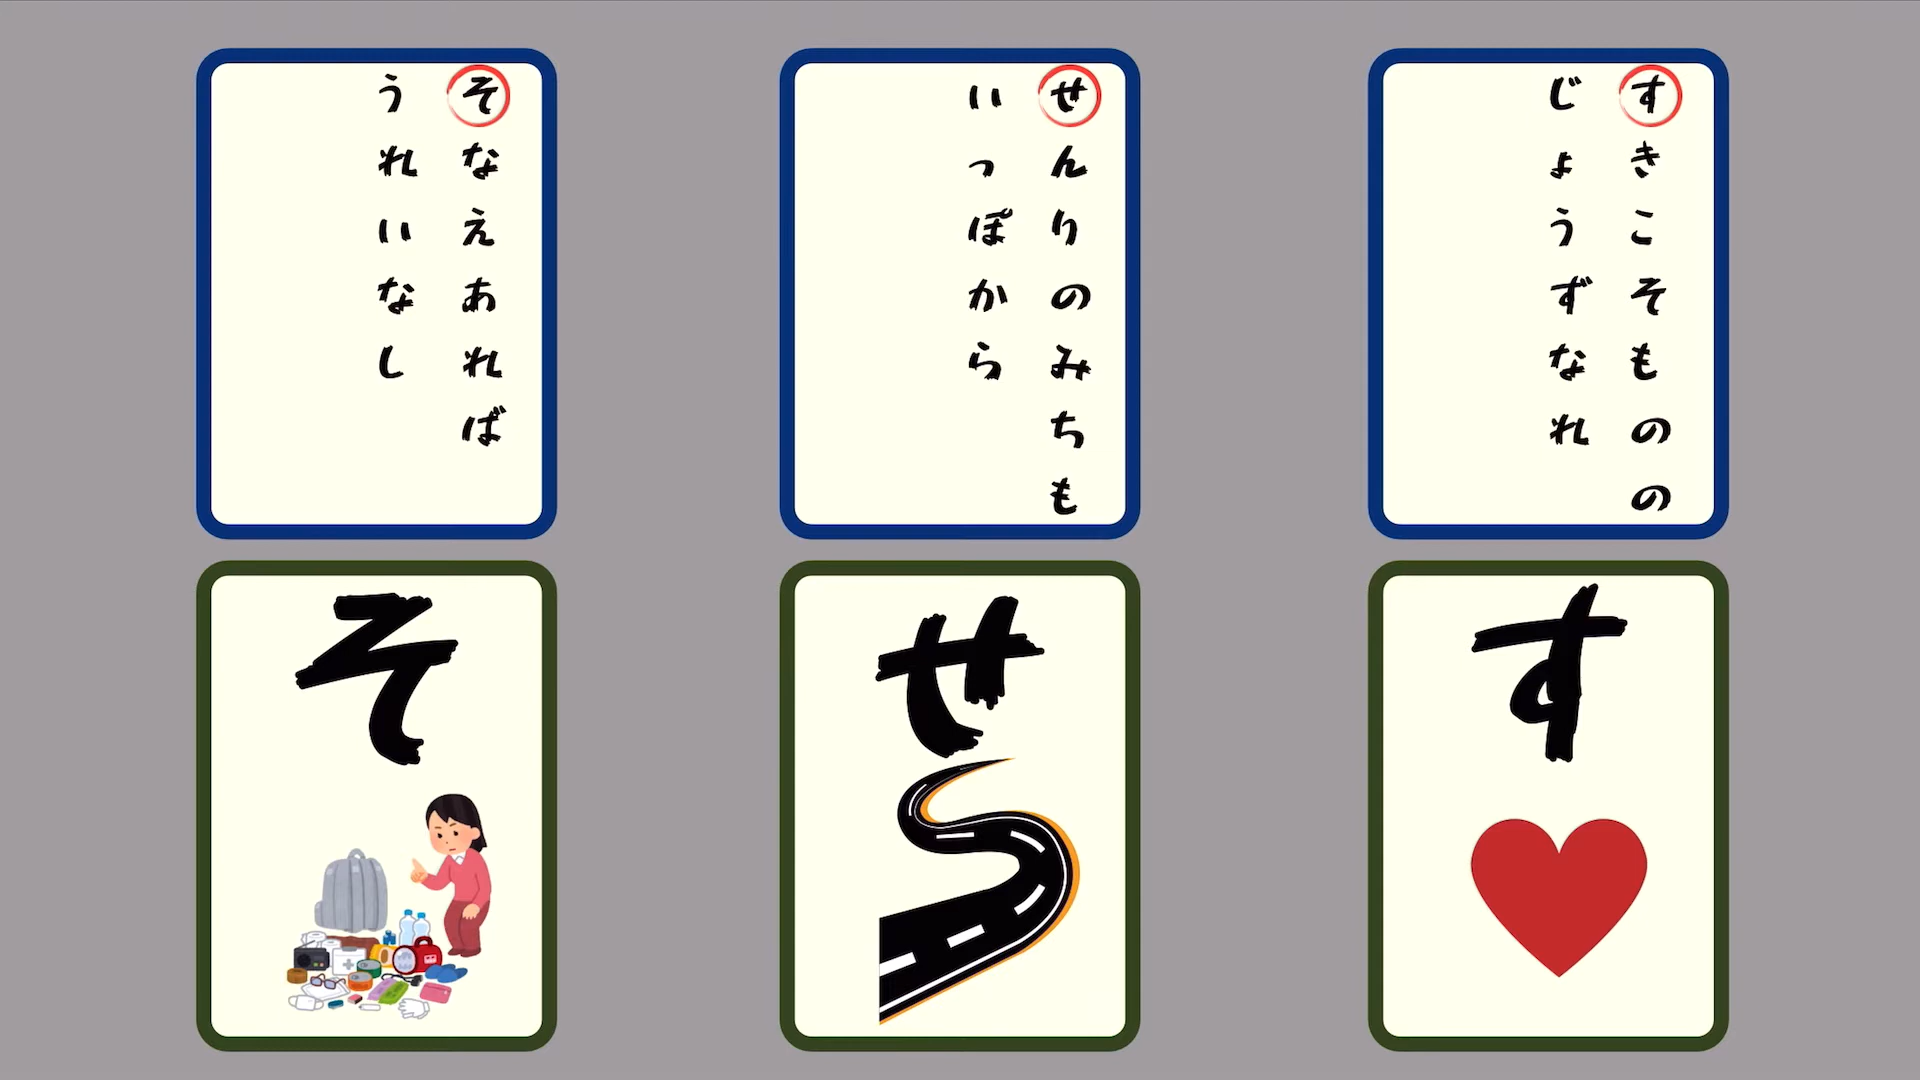 すきこそものの
じょうずなれ
せんりのみちも
いっぽから
そなえあれば
うれいなし
す
せ
そ